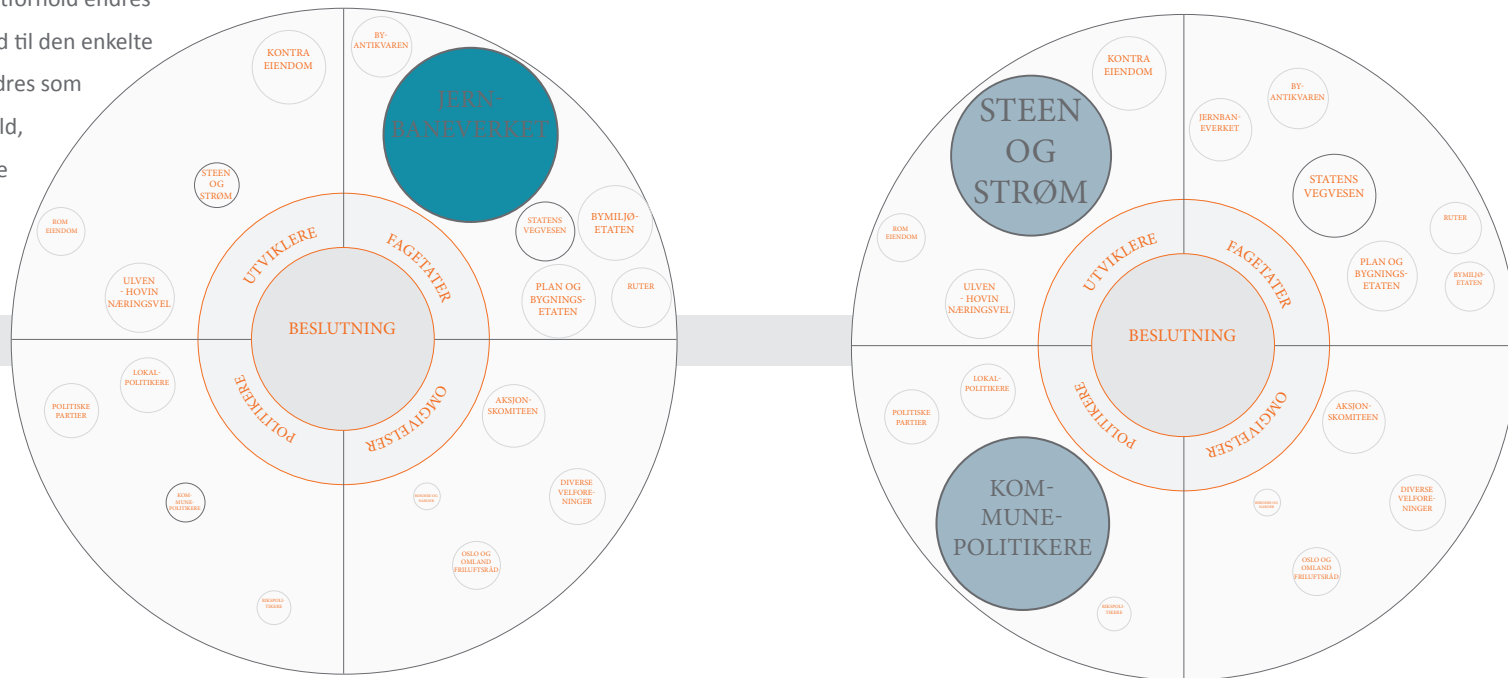 tforhold endres
d til den enkelte
dres som
ld,
e
KONTRA
EIENDOM
BY-
ANTIKVAREN
JERN-
BANEVERKET
STEEN
OG
STRØM
ROM
EIENDOM
ULVEN
- HOVIN
NÆRINGSVEL
STATENS
VEGVESEN
BYMILJØ-
ETATEN
PLAN OG
BYGNINGS-
ETATEN
RUTER
UTVIKLERE
FAGETATER
BESLUTNING
POLITIKERE
OMGIVELSER
LOKAL-
POLITIKERE
POLITISKE
PARTIER
KOM-
MUNE-
POLITIKERE
AKSJON-
SKOMITEEN
DIVERSE
VELFORE-
NINGER
OSLO OG
OMLAND
FRILUFTSRÅD
KONTRA
EIENDOM
STEEN
OG
STRØM
BY-
ANTIKVAREN
JERNBAN-
EVERKET
STATENS
VEGVESEN
ROM
EIENDOM
ULVEN
- HOVIN
NÆRINGSVEL
RUTER
PLAN OG
BYGNINGS-
ETATEN
BYMILJØ-
ETATEN
UTVIKLERE
FAGETATER
BESLUTNING
POLITIKERE
OMGIVELSER
LOKAL-
POLITIKERE
POLITISKE
PARTIER
KOM-
MUNE-
POLITIKERE
AKSJON-
SKOMITEEN
DIVERSE
VELFORE-
NINGER
OSLO OG
OMLAND
FRILUFTSRÅD